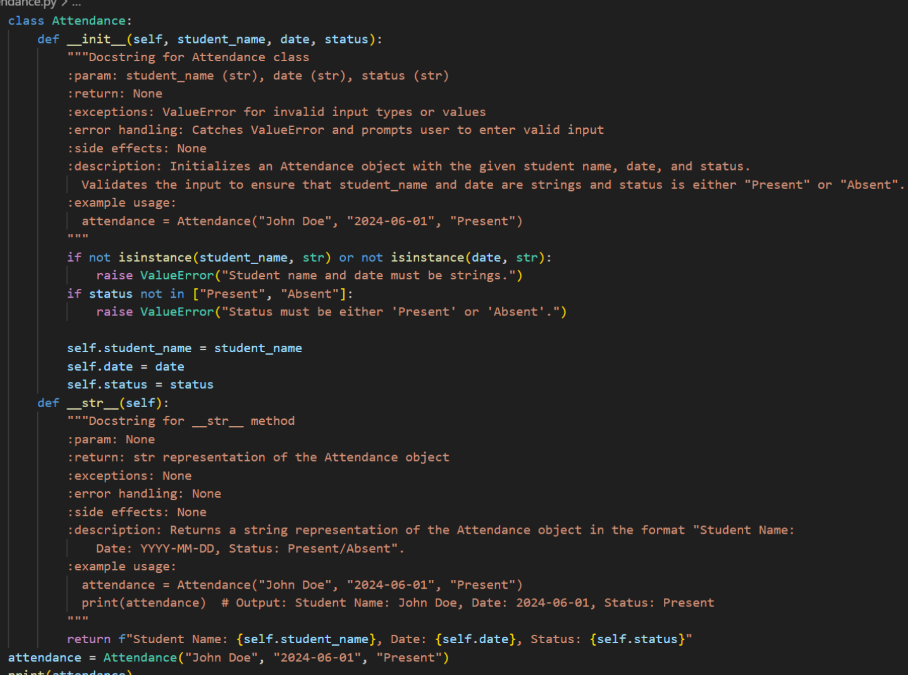 endance.py > ...
class Attendance:
    def __init__(self, student_name, date, status):
        """Docstring for Attendance class
        :param: student_name (str), date (str), status (str)
        :return: None
        :exceptions: ValueError for invalid input types or values
        :error handling: Catches ValueError and prompts user to enter valid input
        :side effects: None
        :description: Initializes an Attendance object with the given student name, date, and status.
          Validates the input to ensure that student_name and date are strings and status is either "Present" or "Absent".
        :example usage:
          attendance = Attendance("John Doe", "2024-06-01", "Present")
        """
        if not isinstance(student_name, str) or not isinstance(date, str):
            raise ValueError("Student name and date must be strings.")
        if status not in ["Present", "Absent"]:
            raise ValueError("Status must be either 'Present' or 'Absent'.")

        self.student_name = student_name
        self.date = date
        self.status = status
    def __str__(self):
        """Docstring for __str__ method
        :param: None
        :return: str representation of the Attendance object
        :exceptions: None
        :error handling: None
        :side effects: None
        :description: Returns a string representation of the Attendance object in the format "Student Name:
            Date: YYYY-MM-DD, Status: Present/Absent".
        :example usage:
          attendance = Attendance("John Doe", "2024-06-01", "Present")
          print(attendance)  # Output: Student Name: John Doe, Date: 2024-06-01, Status: Present
        """
        return f"Student Name: {self.student_name}, Date: {self.date}, Status: {self.status}"
attendance = Attendance("John Doe", "2024-06-01", "Present")
print(attendance)